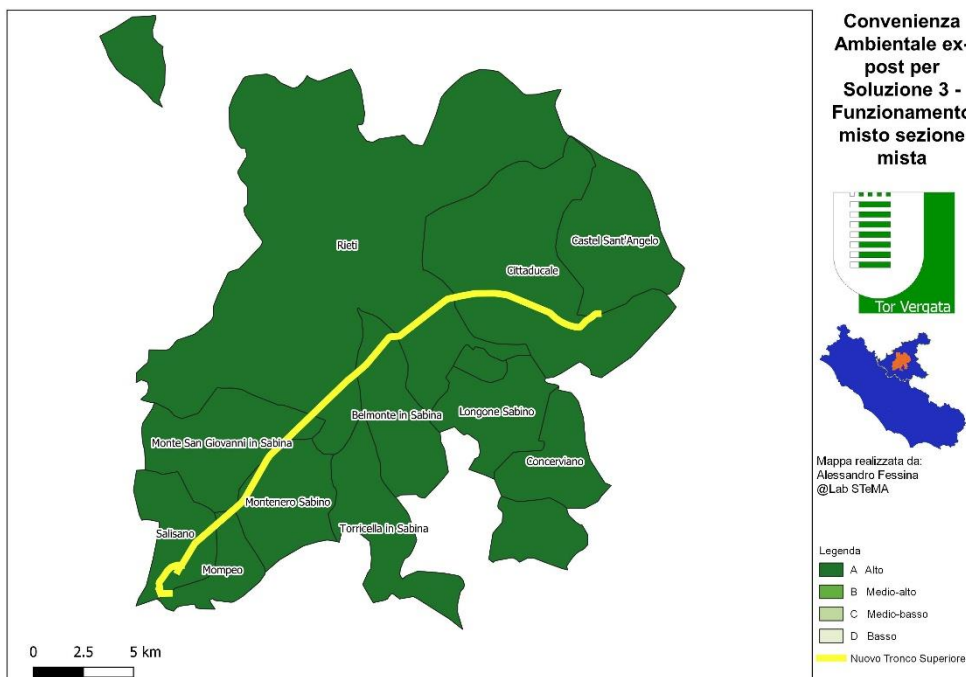 Convenienza
Ambientale ex-
post per
Soluzione 3 -
Funzionamento
misto sezione
mista
Tor Vergata
Mappa realizzata da:
Alessandro Fessina
@Lab STeMA
Legenda
A Alto
B Medio-alto
C Medio-basso
D Basso
Nuovo Tronco Superiore
Rieti
Castel Sant'Angelo
Cittaducale
Belmonte in Sabina
Longone Sabino
Monte San Giovanni in Sabina
Concerviano
Montenero Sabino
Torricella in Sabina
Salisano
Mompeo
0 2.5 5 km